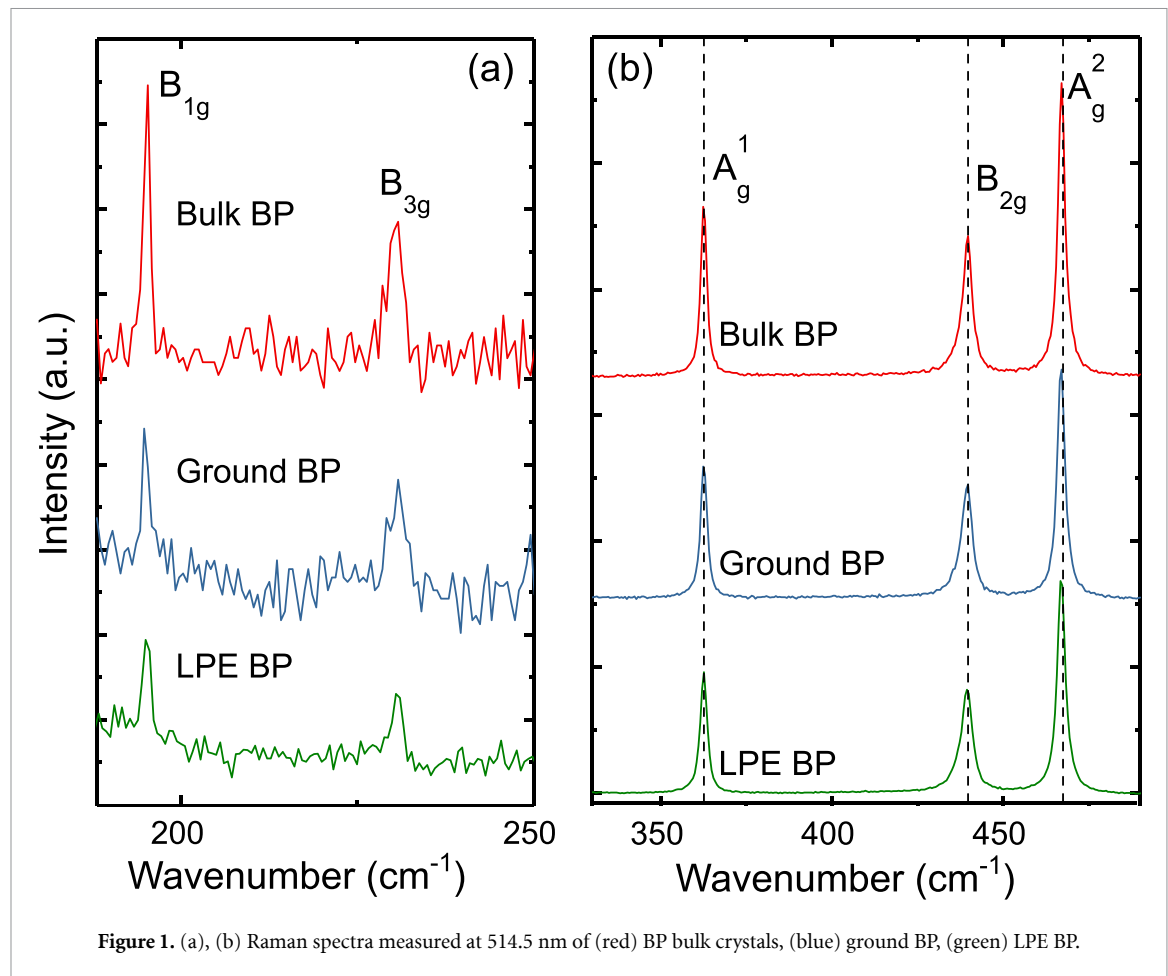 (a)
B1g
B3g
Bulk BP
Ground BP
LPE BP
Intensity (a.u.)
200 250
Wavenumber (cm-1)
(b)
A1g
B2g
A2g
Bulk BP
Ground BP
LPE BP
350 400 450
Wavenumber (cm-1)
Figure 1. (a), (b) Raman spectra measured at 514.5 nm of (red) BP bulk crystals, (blue) ground BP, (green) LPE BP.